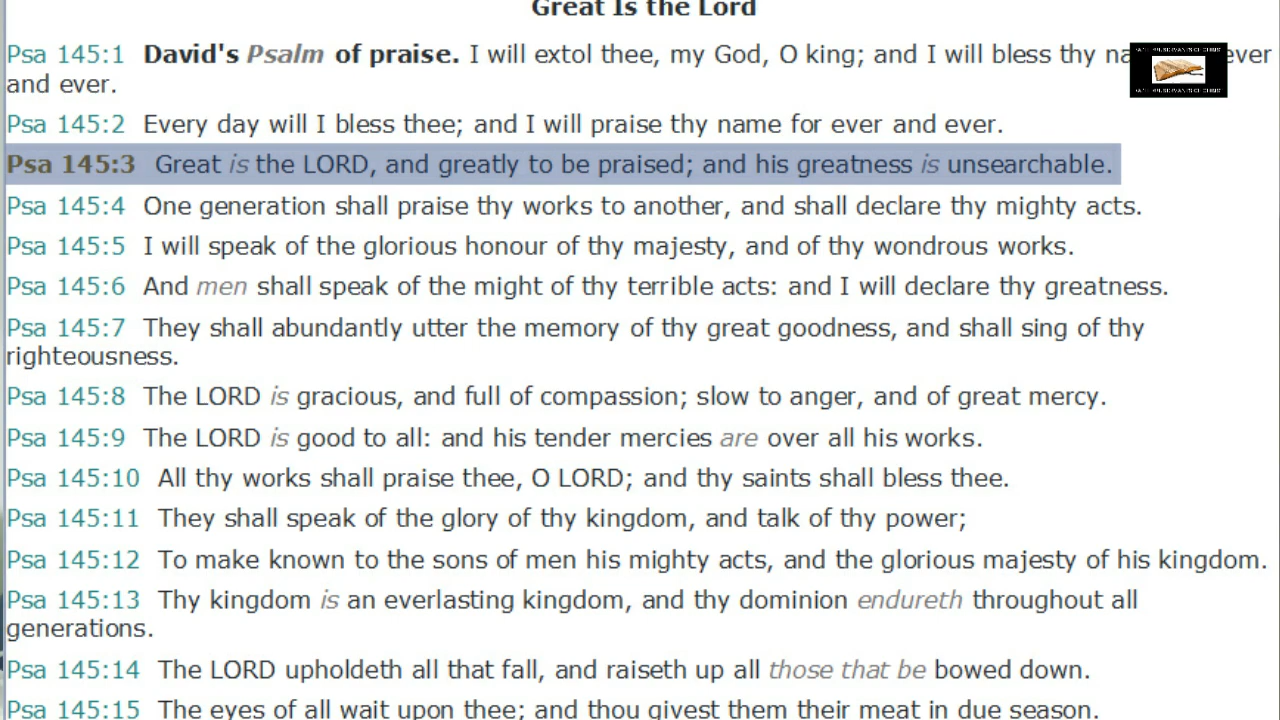 Great Is the Lord
Psa 145:1 David's Psalm of praise. I will extol thee, my God, O king; and I will bless thy ever
and ever.
Psa 145:2 Every day will I bless thee; and I will praise thy name for ever and ever.
Psa 145:3 Great is the LORD, and greatly to be praised; and his greatness is unsearchable.
Psa 145:4 One generation shall praise thy works to another, and shall declare thy mighty acts.
Psa 145:5 I will speak of the glorious honour of thy majesty, and of thy wondrous works.
Psa 145:6 And men shall speak of the might of thy terrible acts: and I will declare thy greatness.
Psa 145:7 They shall abundantly utter the memory of thy great goodness, and shall sing of thy
righteousness.
Psa 145:8 The LORD is gracious, and full of compassion; slow to anger, and of great mercy.
Psa 145:9 The LORD is good to all: and his tender mercies are over all his works.
Psa 145:10 All thy works shall praise thee, O LORD; and thy saints shall bless thee.
Psa 145:11 They shall speak of the glory of thy kingdom, and talk of thy power;
Psa 145:12 To make known to the sons of men his mighty acts, and the glorious majesty of his kingdom.
Psa 145:13 Thy kingdom is an everlasting kingdom, and thy dominion endureth throughout all
generations.
Psa 145:14 The LORD upholdeth all that fall, and raiseth up all those that be bowed down.
Psa 145:15 The eyes of all wait upon thee; and thou givest them their meat in due season.